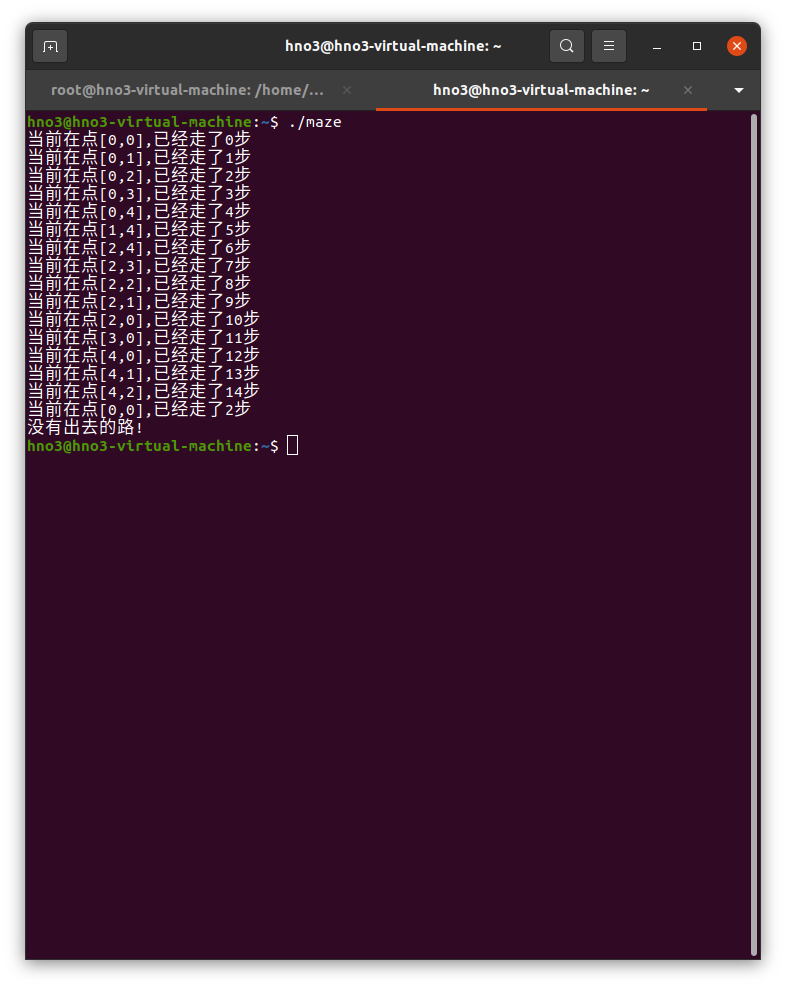 hno3@hno3-virtual-machine: ~
root@hno3-virtual-machine: /home/... hno3@hno3-virtual-machine: ~
hno3@hno3-virtual-machine:~$ ./maze
当前在点[0,0],已经走了0步
当前在点[0,1],已经走了1步
当前在点[0,2],已经走了2步
当前在点[0,3],已经走了3步
当前在点[0,4],已经走了4步
当前在点[1,4],已经走了5步
当前在点[2,4],已经走了6步
当前在点[2,3],已经走了7步
当前在点[2,2],已经走了8步
当前在点[2,1],已经走了9步
当前在点[2,0],已经走了10步
当前在点[3,0],已经走了11步
当前在点[4,0],已经走了12步
当前在点[4,1],已经走了13步
当前在点[4,2],已经走了14步
当前在点[0,0],已经走了2步
没有出去的路!
hno3@hno3-virtual-machine:~$